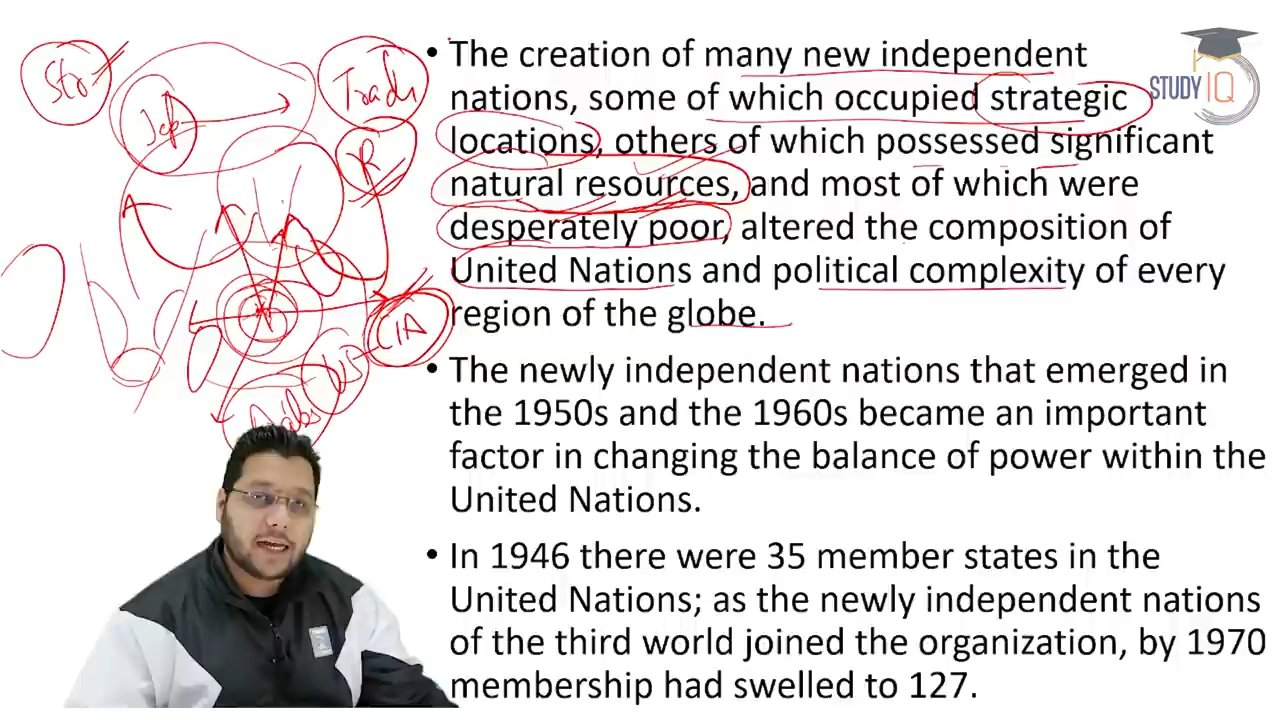 • The creation of many new independent
nations, some of which occupied strategic
locations, others of which possessed significant
natural resources, and most of which were
desperately poor, altered the composition of
United Nations and political complexity of every
region of the globe.
• The newly independent nations that emerged in
the 1950s and the 1960s became an important
factor in changing the balance of power within the
United Nations.
• In 1946 there were 35 member states in the
United Nations; as the newly independent nations
of the third world joined the organization, by 1970
membership had swelled to 127.
STUDY IQ
Str
R
US
CIA